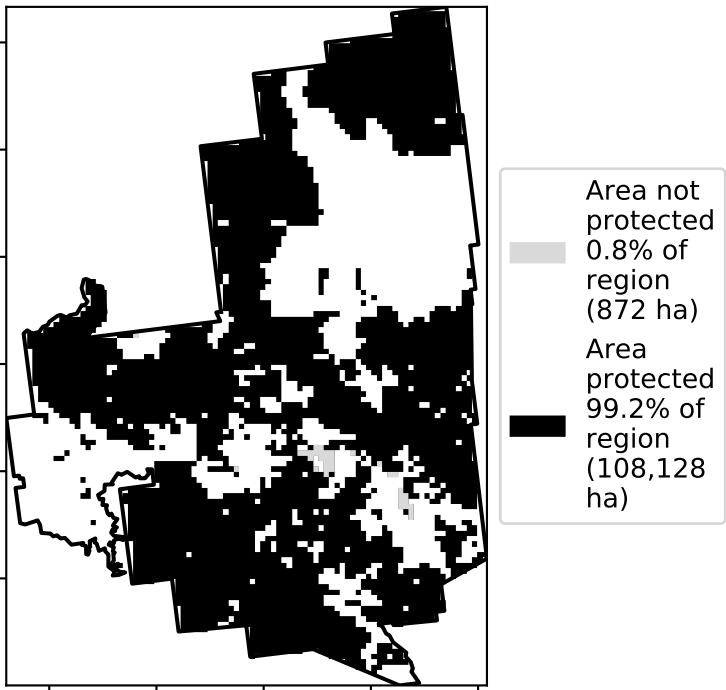 Area not
protected
0.8% of
region
(872 ha)
Area
protected
99.2% of
region
(108,128
ha)